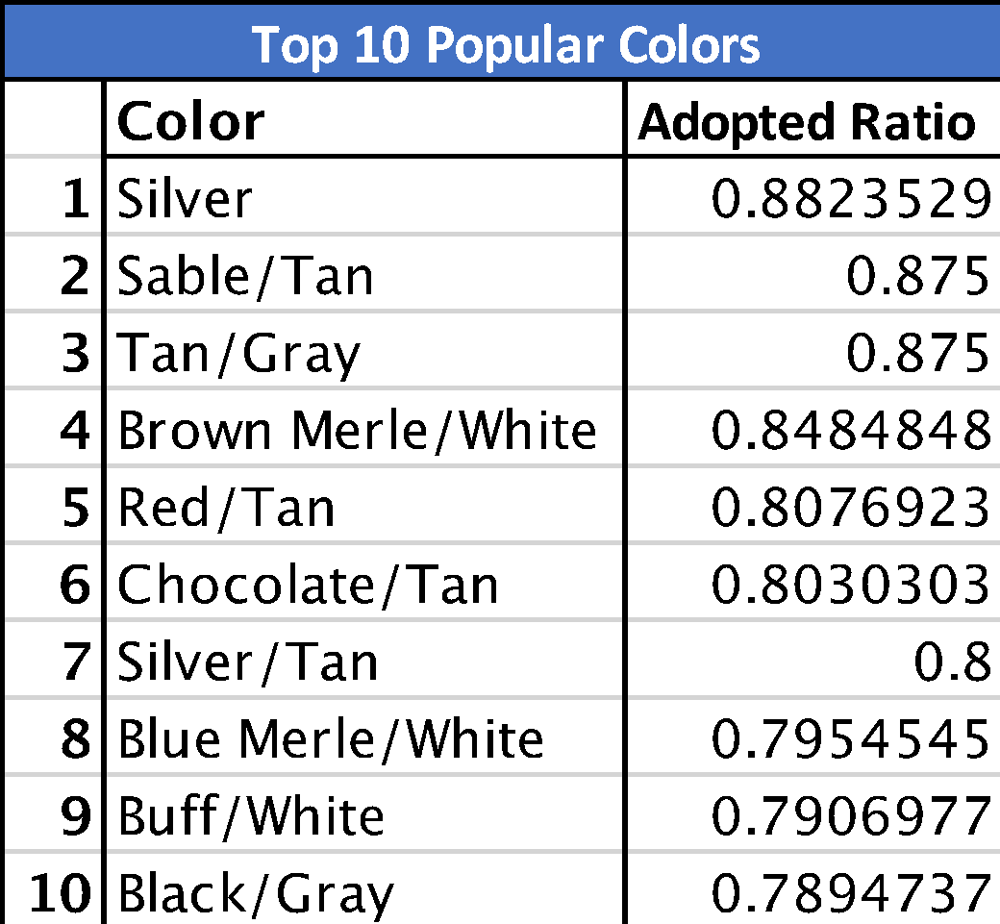 Top 10 Popular Colors
Color Adopted Ratio
1 Silver 0.8823529
2 Sable/Tan 0.875
3 Tan/Gray 0.875
4 Brown Merle/White 0.8484848
5 Red/Tan 0.8076923
6 Chocolate/Tan 0.8030303
7 Silver/Tan 0.8
8 Blue Merle/White 0.7954545
9 Buff/White 0.7906977
10 Black/Gray 0.7894737